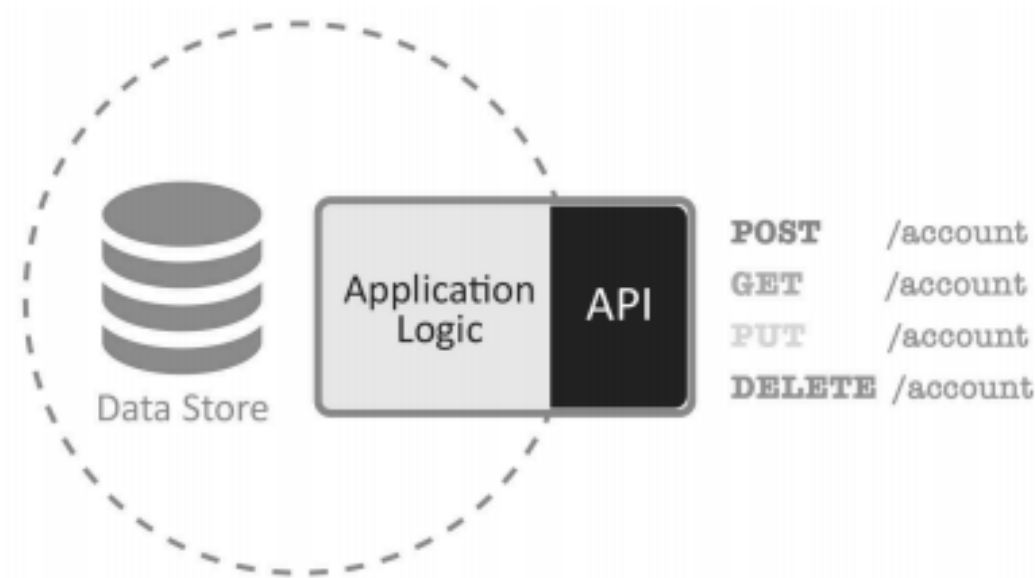 Data Store
Application
Logic
API
POST /account
GET /account
PUT /account
DELETE /account